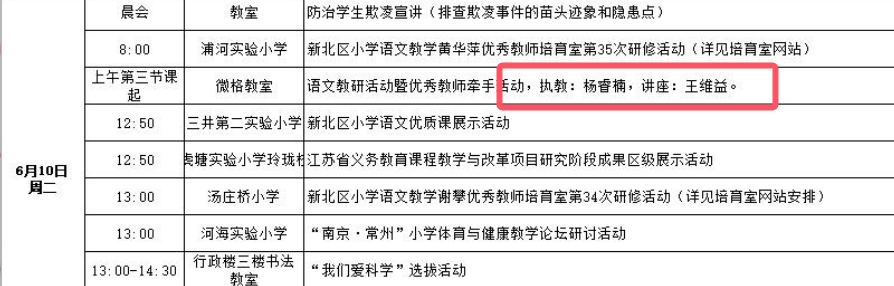 晨会 教室 防治学生欺凌宣讲（排查欺凌事件的苗头迹象和隐患点）
8:00 浦河实验小学 新北区小学语文教学黄华萍优秀教师培育室第35次研修活动（详见培育室网站）
上午第三节课起 微格教室 语文教研活动暨优秀教师牵手活动，执教：杨睿楠，讲座：王维益。
12:50 三井第二实验小学 新北区小学语文优质课展示活动
6月10日
周二
12:50 塘实验小学玲珑校 江苏省义务教育课程教学与改革项目研究阶段成果区级展示活动
13:00 汤庄桥小学 新北区小学语文教学谢攀优秀教师培育室第34次研修活动（详见培育室网站安排）
13:00 河海实验小学 “南京·常州”小学体育与健康教学论坛研讨活动
13:00-14:30 行政楼三楼书法教室 “我们爱科学”选拔活动